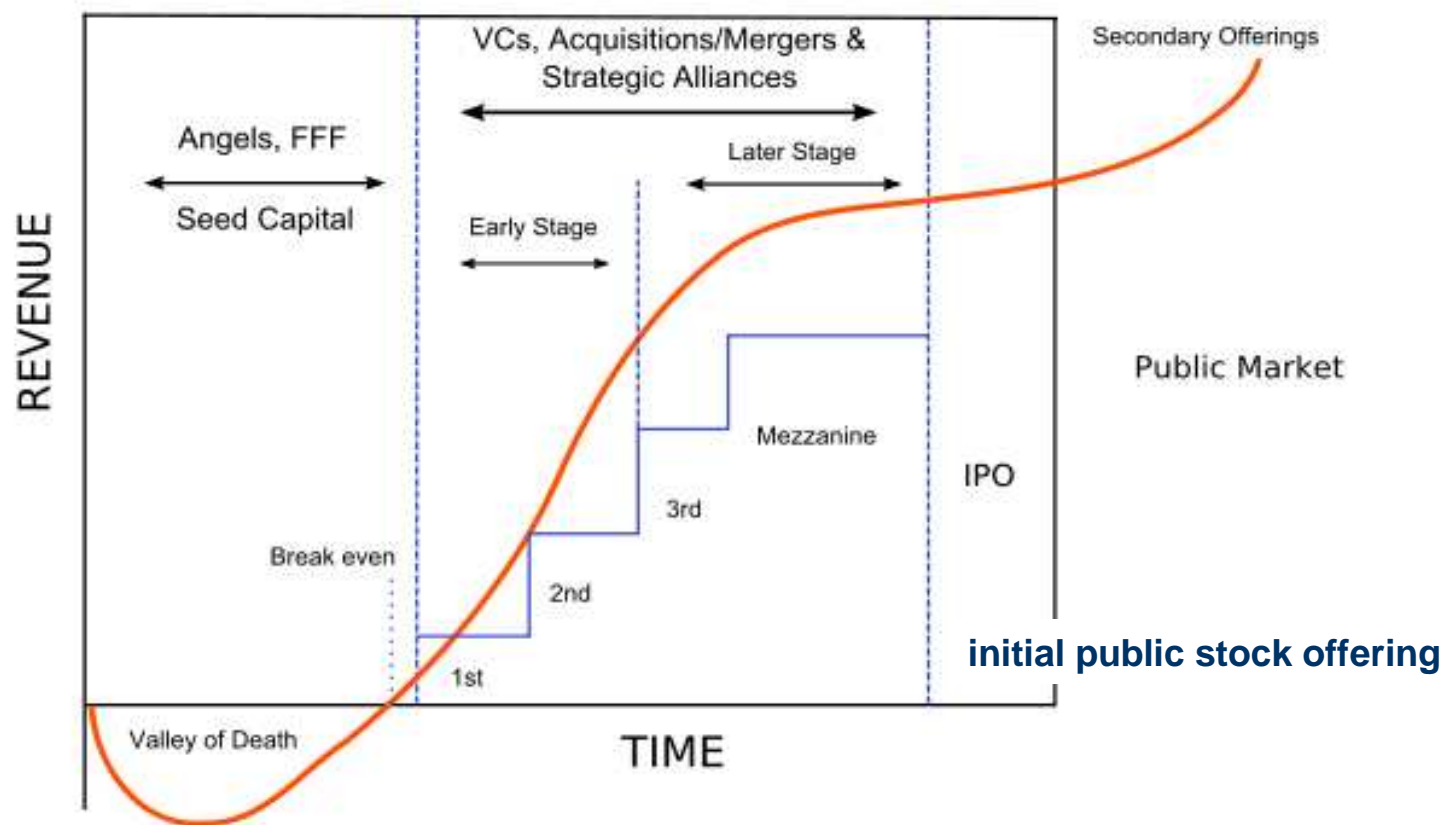 VCs, Acquisitions/Mergers &
Strategic Alliances
Secondary Offerings
Angels, FFF
Later Stage
Seed Capital
Early Stage
REVENUE
Public Market
Mezzanine
IPO
3rd
Break even
2nd
initial public stock offering
1st
Valley of Death
TIME